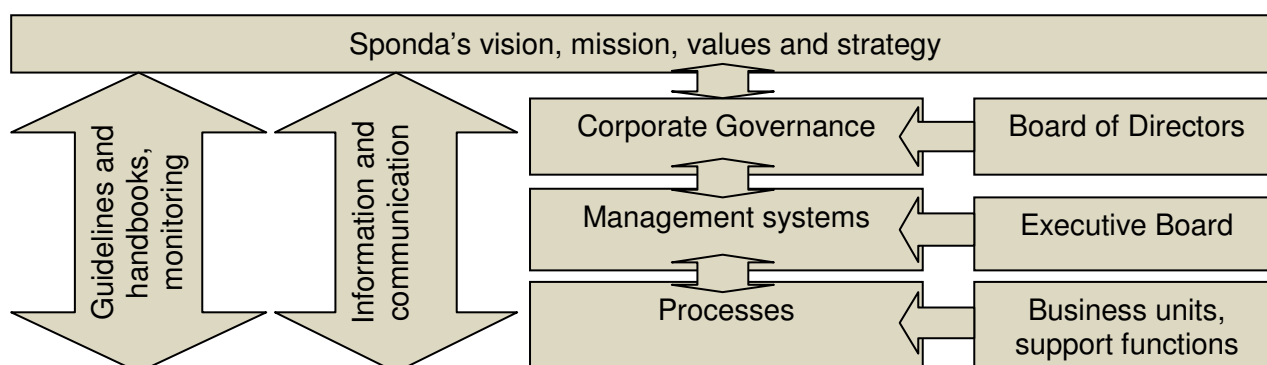 Sponda's vision, mission, values and strategy
Guidelines and
handbooks,
monitoring
Information and
communication
Corporate Governance
Board of Directors
Management systems
Executive Board
Processes
Business units,
support functions